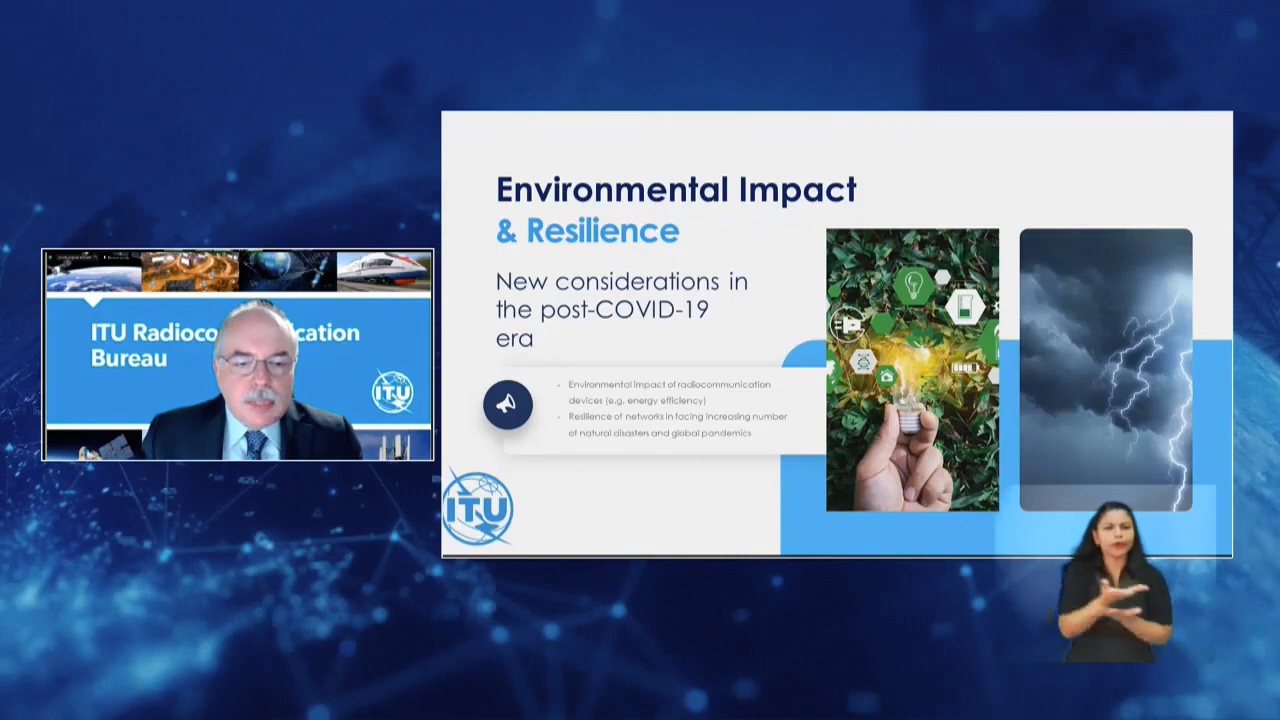 ITU Radioco cation
Bureau
ITU
Environmental Impact
& Resilience
New considerations in
the post-COVID-19
era
- Environmental impact of radiocommunication
devices (e.g. energy efficiency)
- Resilience of networks in facing increasing number
of natural disasters and global pandemics
ITU